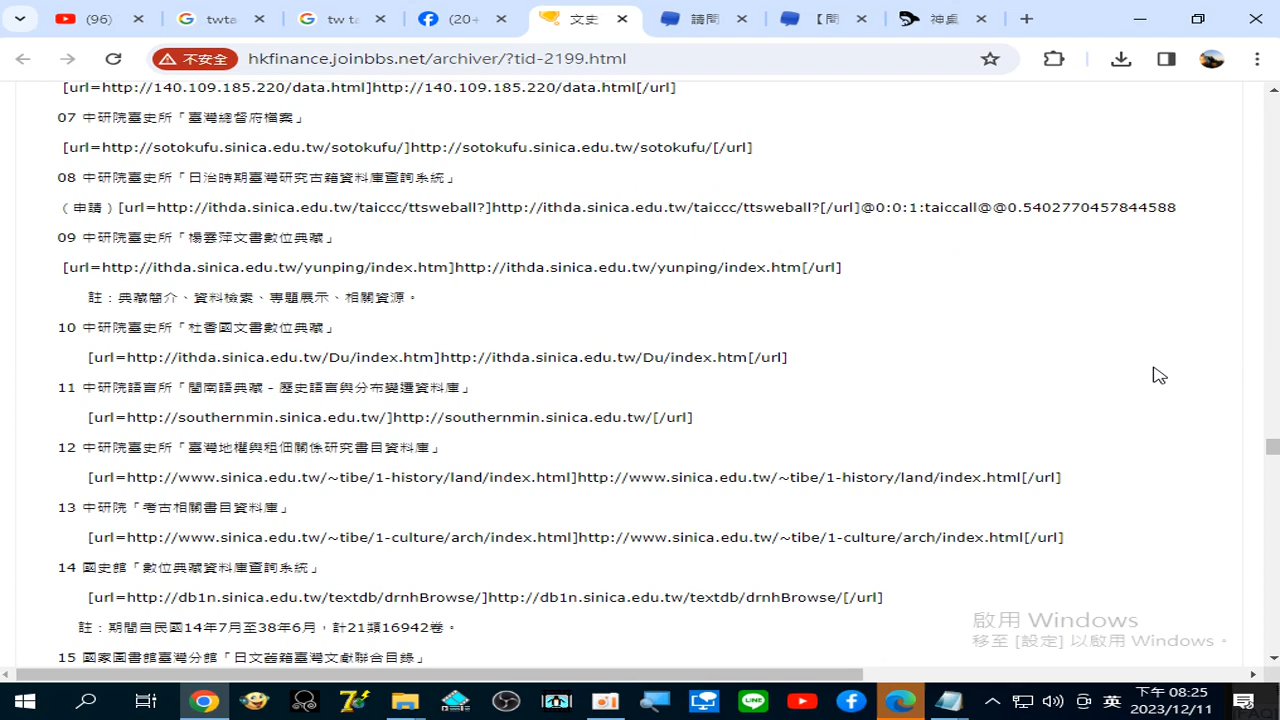 (96)
twta
tw ta
(20+
文史
請問
【問
神桌
不安全
hkfinance.joinbbs.net/archiver/?tid-2199.html
[url=http://140.109.185.220/data.html]http://140.109.185.220/data.html[/url]
07 中研院臺史所「臺灣總督府檔案」
[url=http://sotokufu.sinica.edu.tw/sotokufu/]http://sotokufu.sinica.edu.tw/sotokufu/[/url]
08 中研院臺史所「日治時期臺灣研究古籍資料庫查詢系統」
（申請）[url=http://ithda.sinica.edu.tw/taiccc/ttsweball?]http://ithda.sinica.edu.tw/taiccc/ttsweball?[/url]@0:0:1:taiccall@@0.5402770457844588
09 中研院臺史所「楊雲萍文書數位典藏」
[url=http://ithda.sinica.edu.tw/yunping/index.htm]http://ithda.sinica.edu.tw/yunping/index.htm[/url]
註：典藏簡介、資料檢索、專題展示、相關資源。
10 中研院臺史所「杜香國文書數位典藏」
[url=http://ithda.sinica.edu.tw/Du/index.htm]http://ithda.sinica.edu.tw/Du/index.htm[/url]
11 中研院語言所「閩南語典藏－歷史語言與分布變遷資料庫」
[url=http://southernmin.sinica.edu.tw/]http://southernmin.sinica.edu.tw/[/url]
12 中研院臺史所「臺灣地權與租佃關係研究書目資料庫」
[url=http://www.sinica.edu.tw/~tibe/1-history/land/index.html]http://www.sinica.edu.tw/~tibe/1-history/land/index.htm[/url]
13 中研院「考古相關書目資料庫」
[url=http://www.sinica.edu.tw/~tibe/1-culture/arch/index.html]http://www.sinica.edu.tw/~tibe/1-culture/arch/index.html[/url]
14 國史館「數位典藏資料庫查詢系統」
[url=http://db1n.sinica.edu.tw/textdb/drnhBrowse/]http://db1n.sinica.edu.tw/textdb/drnhBrowse/[/url]
註：期間自民國14年7月至38年6月，計21類16942卷。
15 國家圖書館臺灣分館「日文舊籍臺灣文獻聯合目錄」
啟用 Windows
移至 [設定] 以啟用 Windows。
英
下午 08:25
2023/12/11